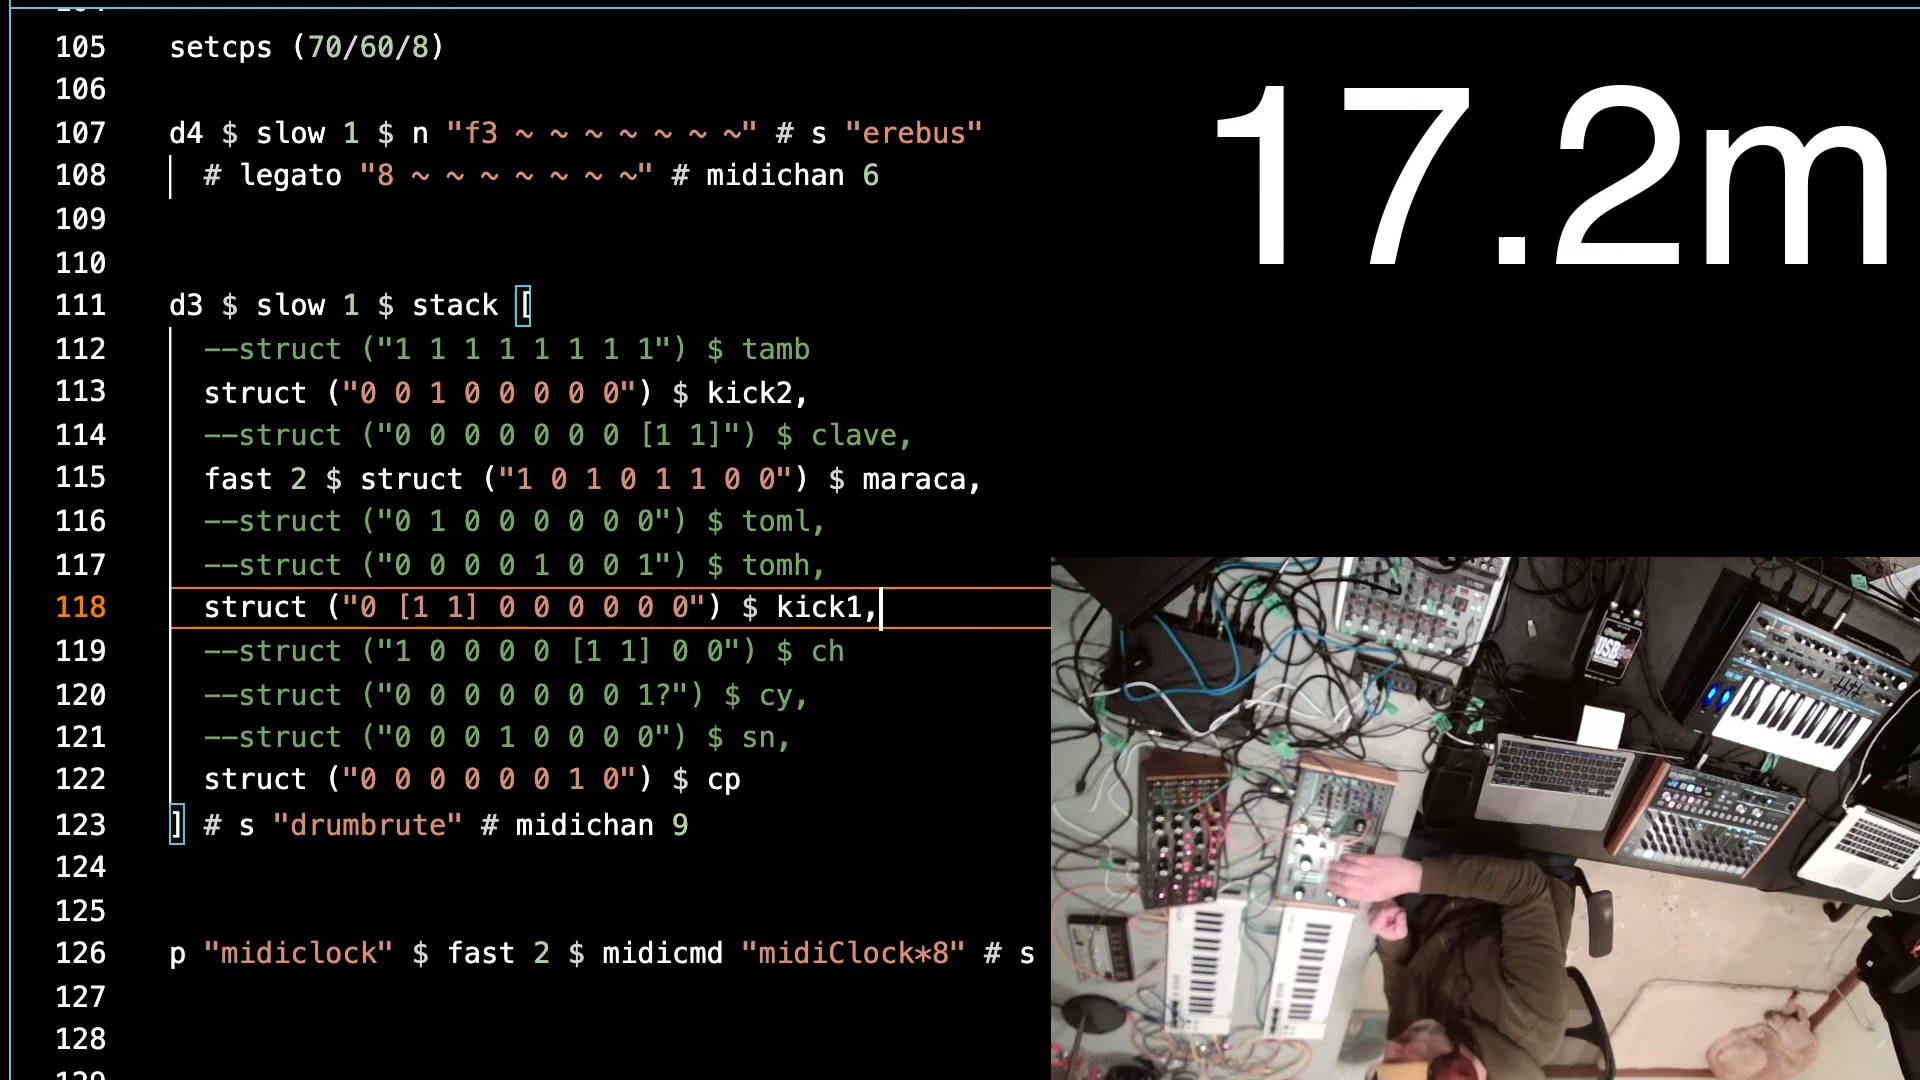 105 setcps (70/60/8)
106
107 d4 $ slow 1 $ n "f3 ~ ~ ~ ~ ~ ~ ~" # s "erebus"
108 # legato "8 ~ ~ ~ ~ ~ ~ ~" # midichan 6
109
110
111 d3 $ slow 1 $ stack [
112 --struct ("1 1 1 1 1 1 1 1") $ tamb
113 struct ("0 0 1 0 0 0 0 0") $ kick2,
114 --struct ("0 0 0 0 0 0 0 [1 1]") $ clave,
115 fast 2 $ struct ("1 0 1 0 1 1 0 0") $ maraca,
116 --struct ("0 1 0 0 0 0 0 0") $ toml,
117 --struct ("0 0 0 0 1 0 0 1") $ tomh,
118 struct ("0 [1 1] 0 0 0 0 0 0") $ kick1,
119 --struct ("1 0 0 0 0 [1 1] 0 0") $ ch
120 --struct ("0 0 0 0 0 0 0 1?") $ cy,
121 --struct ("0 0 0 1 0 0 0 0") $ sn,
122 struct ("0 0 0 0 0 0 1 0") $ cp
123 ] # s "drumbrute" # midichan 9
124
125
126 p "midiclock" $ fast 2 $ midicmd "midiClock*8" # s
127
128
17.2m
USB